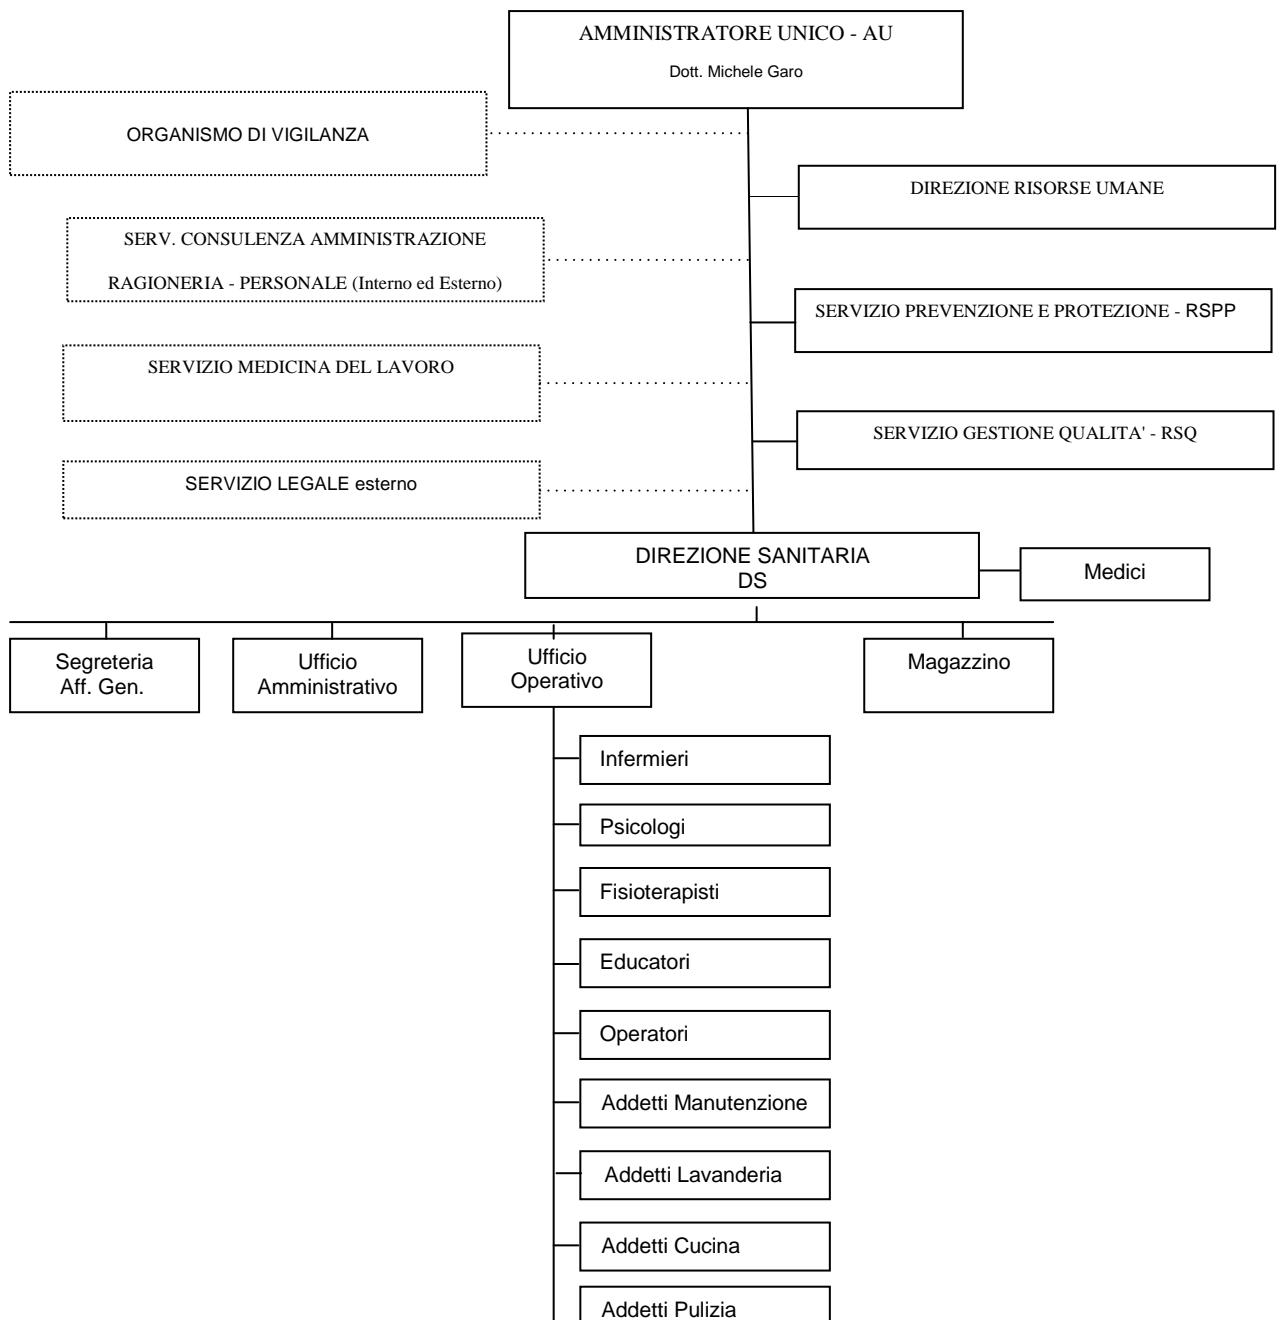 AMMINISTRATORE UNICO - AU
Dott. Michele Garo
ORGANISMO DI VIGILANZA
DIREZIONE RISORSE UMANE
SERV. CONSULENZA AMMINISTRAZIONE
RAGIONERIA - PERSONALE (Interno ed Esterno)
SERVIZIO PREVENZIONE E PROTEZIONE - RSPP
SERVIZIO MEDICINA DEL LAVORO
SERVIZIO GESTIONE QUALITA' - RSQ
SERVIZIO LEGALE esterno
DIREZIONE SANITARIA
DS
Medici
Segreteria
Aff. Gen.
Ufficio
Amministrativo
Ufficio
Operativo
Magazzino
Infermieri
Psicologi
Fisioterapisti
Educatori
Operatori
Addetti Manutenzione
Addetti Lavanderia
Addetti Cucina
Addetti Pulizia